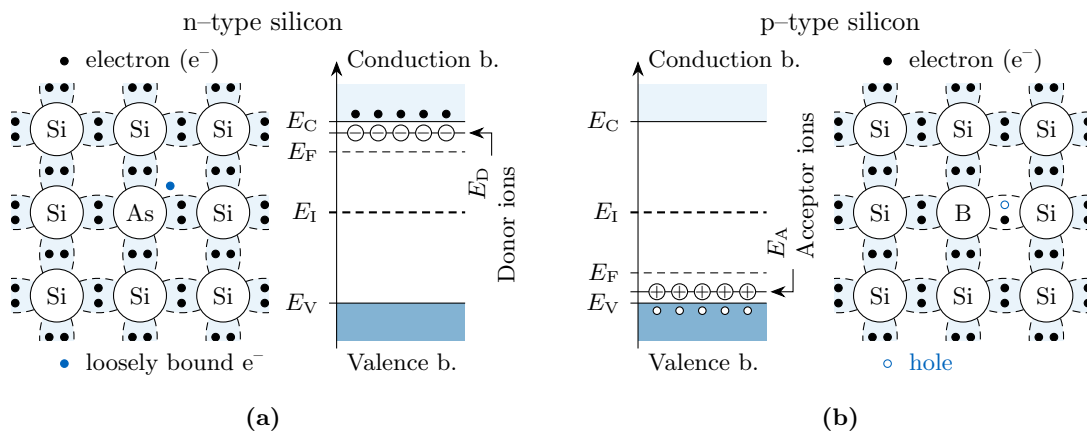 n–type silicon
electron (e⁻)
Conduction b.
Si Si Si
Si As Si
Si Si Si
E_C
E_F
E_I
E_V
E_D
Donor ions
loosely bound e⁻
Valence b.
(a)
p–type silicon
Conduction b.
electron (e⁻)
E_C
E_I
E_F
E_V
E_A
Acceptor ions
Si Si Si
Si B Si
Si Si Si
Valence b.
hole
(b)